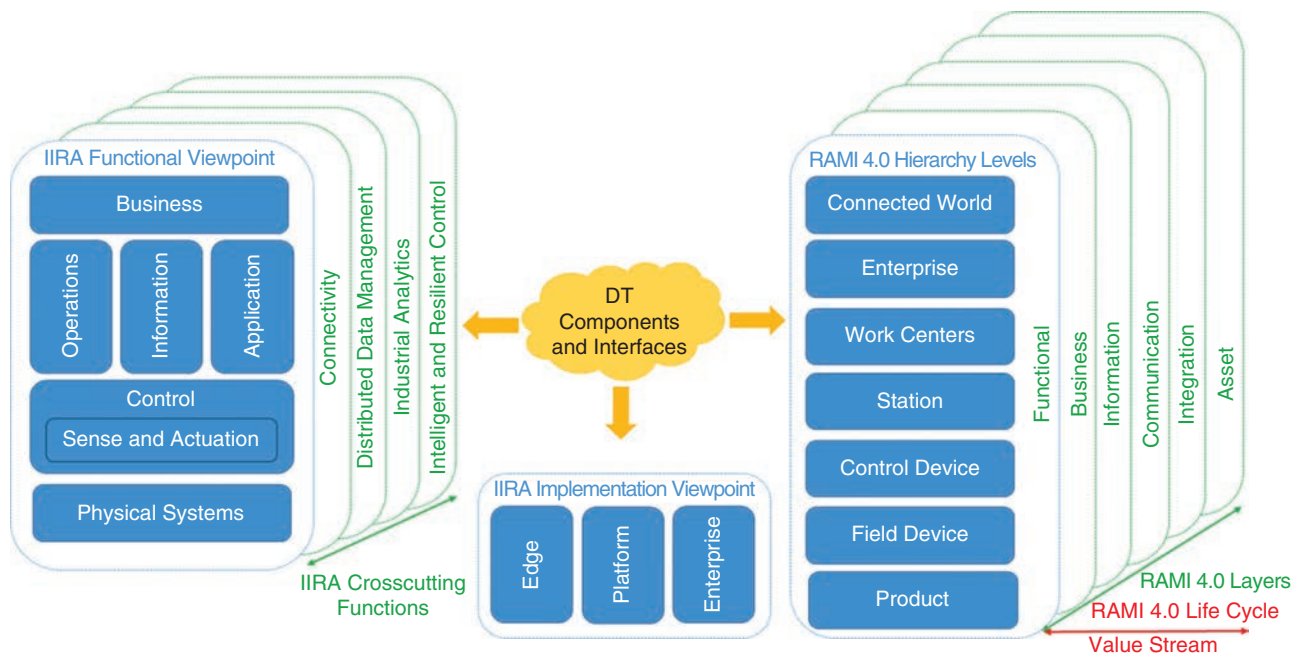 IIRA Functional Viewpoint
Business
Operations
Information
Application
Control
Sense and Actuation
Physical Systems
Connectivity
Distributed Data Management
Industrial Analytics
Intelligent and Resilient Control
IIRA Crosscutting
Functions
DT
Components
and Interfaces
IIRA Implementation Viewpoint
Edge
Platform
Enterprise
RAMI 4.0 Hierarchy Levels
Connected World
Enterprise
Work Centers
Station
Control Device
Field Device
Product
Functional
Business
Information
Communication
Integration
Asset
RAMI 4.0 Layers
RAMI 4.0 Life Cycle
Value Stream